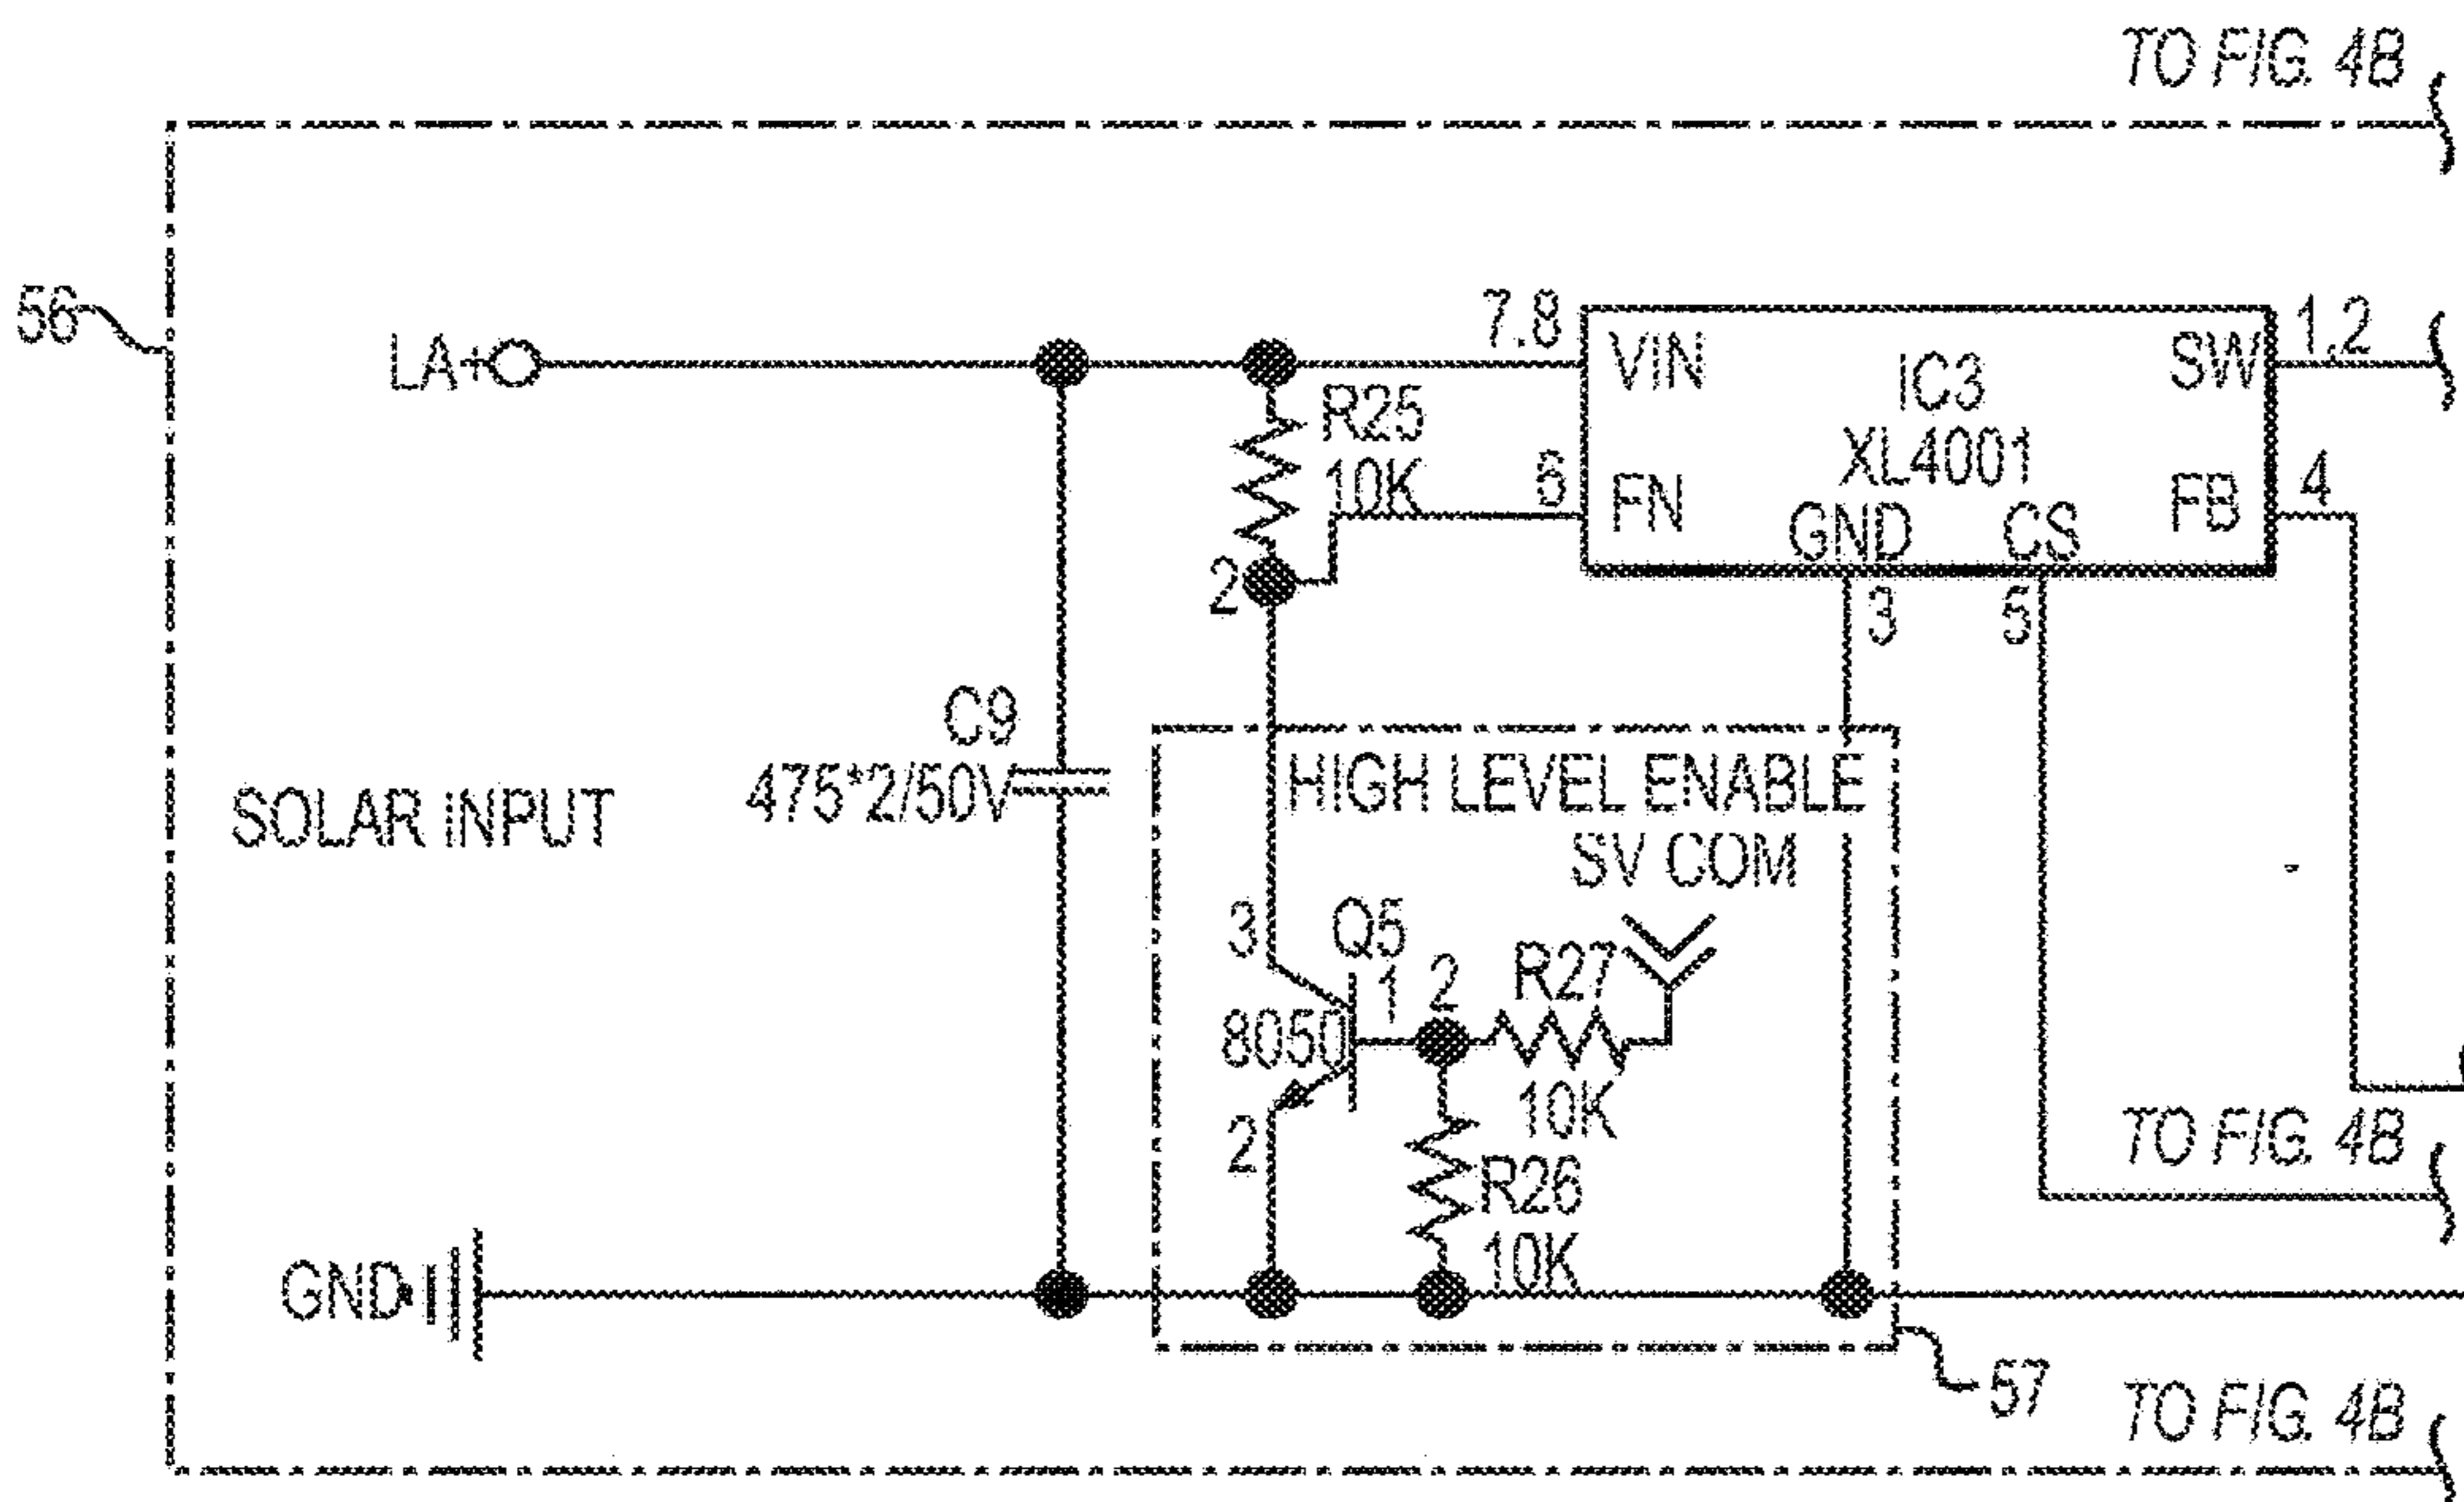 TO FIG. 4B
56
LA+
7.8
VIN
IC3
XL4001
SW
1,2
R25
10K
6
FN
GND
CS
FB
4
2
3
5
C9
475*2/50V
SOLAR INPUT
HIGH LEVEL ENABLE
SV COM
3
Q5
1
2
R27
8050
10K
2
R26
10K
TO FIG. 4B
GND
57
TO FIG. 4B